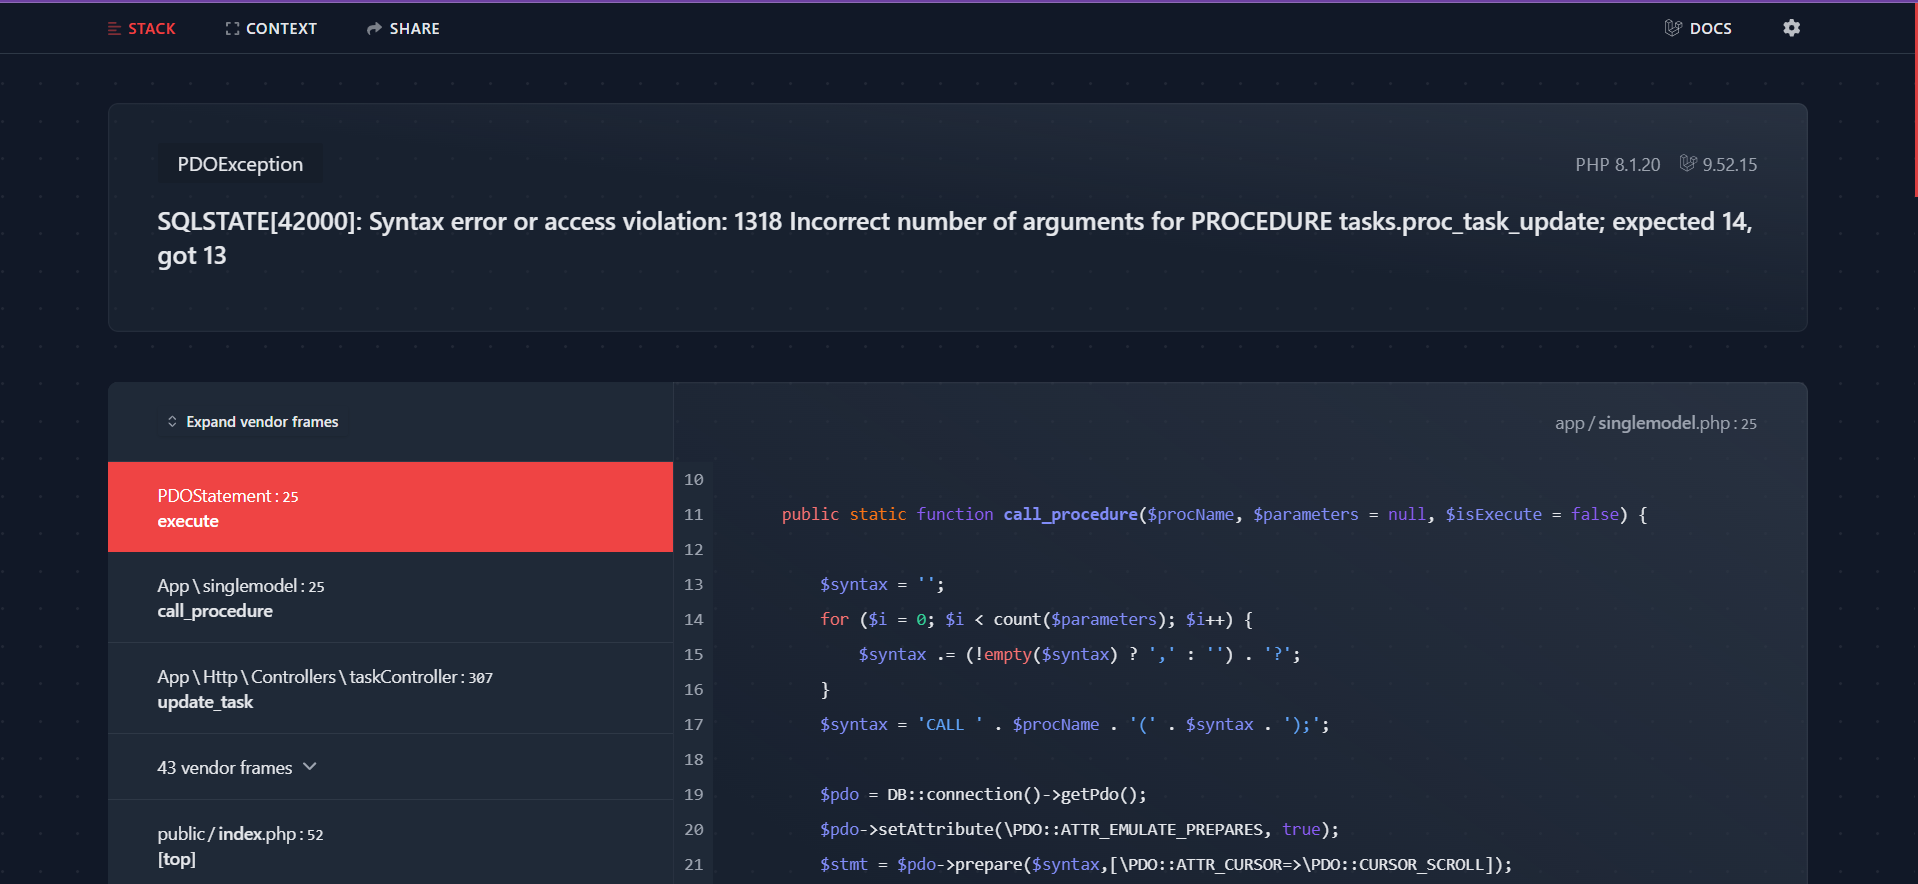 STACK
CONTEXT
SHARE
DOCS
PDOException
PHP 8.1.20
9.52.15
SQLSTATE[42000]: Syntax error or access violation: 1318 Incorrect number of arguments for PROCEDURE tasks.proc_task_update; expected 14,
got 13
Expand vendor frames
PDOStatement : 25
execute
App \ singlemodel : 25
call_procedure
App \ Http \ Controllers \ taskController : 307
update_task
43 vendor frames
public / index.php : 52
[top]
app / singlemodel.php : 25
10
11 public static function call_procedure($procName, $parameters = null, $isExecute = false) {
12
13 $syntax = '';
14 for ($i = 0; $i < count($parameters); $i++) {
15 $syntax .= (!empty($syntax) ? ',' : '') . '?';
16 }
17 $syntax = 'CALL ' . $procName . '(' . $syntax . ');';
18
19 $pdo = DB::connection()->getPdo();
20 $pdo->setAttribute(\PDO::ATTR_EMULATE_PREPARES, true);
21 $stmt = $pdo->prepare($syntax,[\PDO::ATTR_CURSOR=>\PDO::CURSOR_SCROLL]);